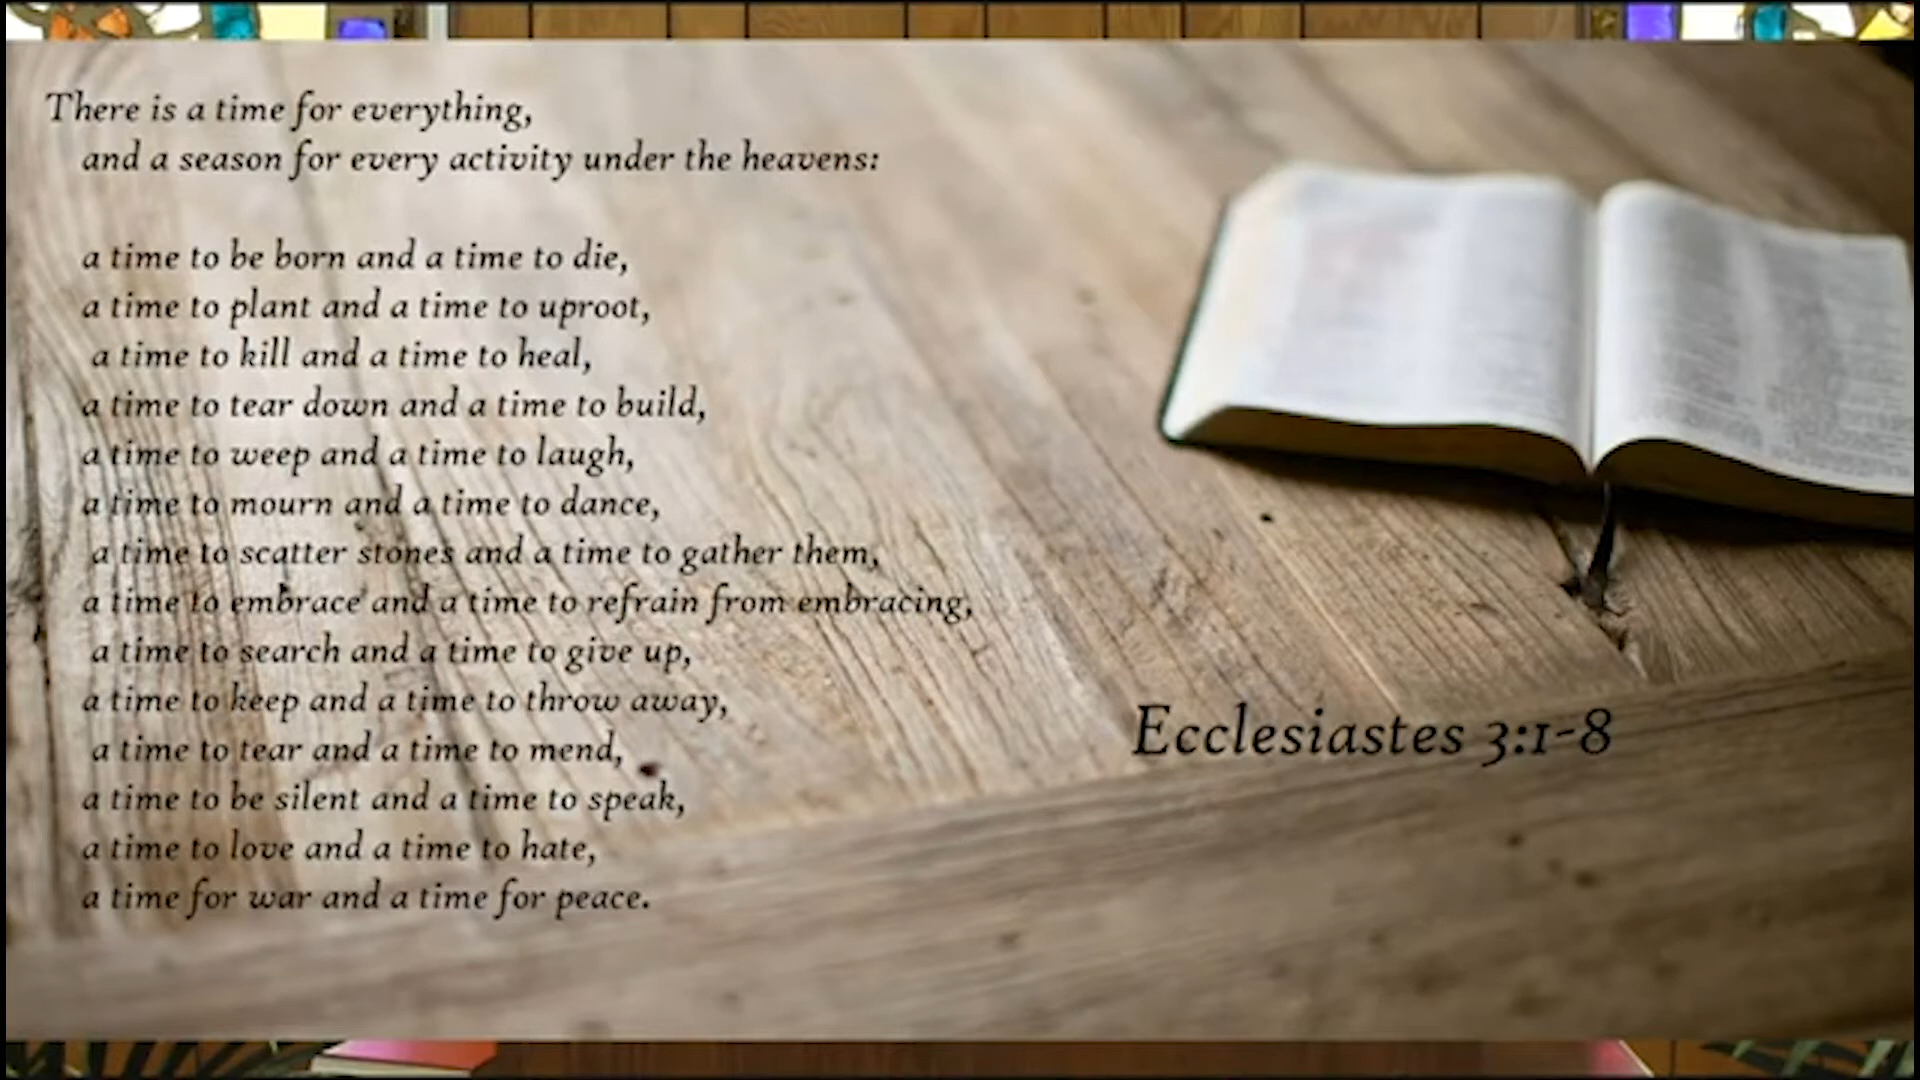 There is a time for everything,
and a season for every activity under the heavens:
a time to be born and a time to die,
a time to plant and a time to uproot,
a time to kill and a time to heal,
a time to tear down and a time to build,
a time to weep and a time to laugh,
a time to mourn and a time to dance,
a time to scatter stones and a time to gather them,
a time to embrace and a time to refrain from embracing,
a time to search and a time to give up,
a time to keep and a time to throw away,
a time to tear and a time to mend,
a time to be silent and a time to speak,
a time to love and a time to hate,
a time for war and a time for peace.
Ecclesiastes 3:1-8